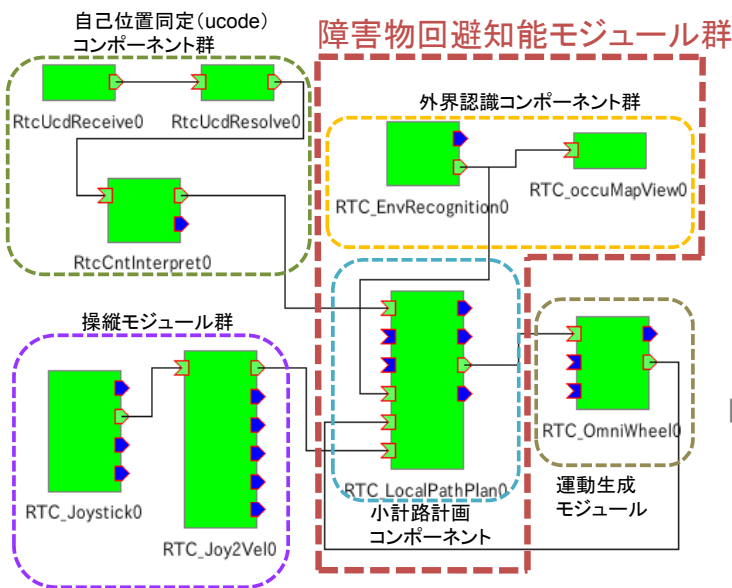 自己位置同定（ucode）
コンポーネント群
障害物回避知能モジュール群
RtcUcdReceive0
RtcUcdResolve0
外界認識コンポーネント群
RTC_EnvRecognition0
RTC_occuMapView0
RtcCntInterpret0
操縦モジュール群
RTC_Joystick0
RTC_Joy2Vel0
RTC_LocalPathPlan0
小計路計画
コンポーネント
RTC_OmniWheel0
運動生成
モジュール